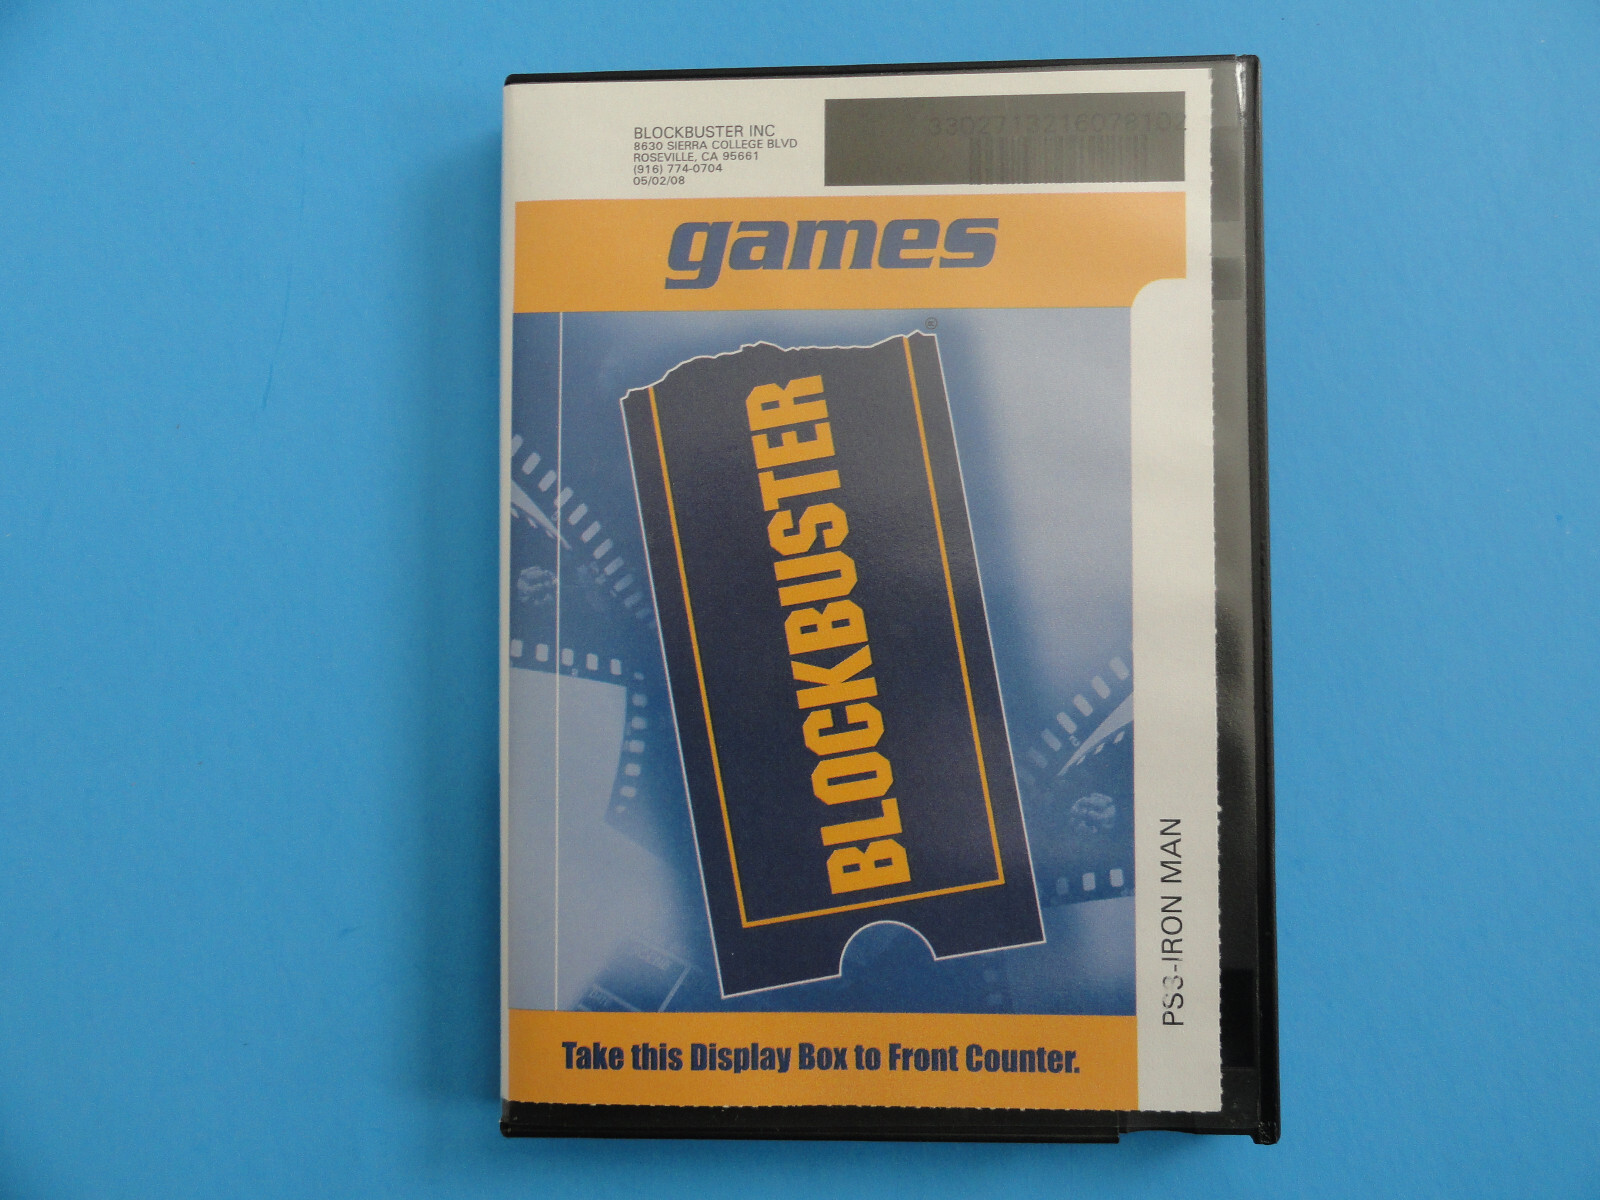 BLOCKBUSTER INC
8630 SIERRA COLLEGE BLVD
ROSEVILLE, CA 95661
(916) 774-0704
05/02/08
3302713216078102
games
®
BLOCKBUSTER
PS3-IRON MAN
Take this Display Box to Front Counter.